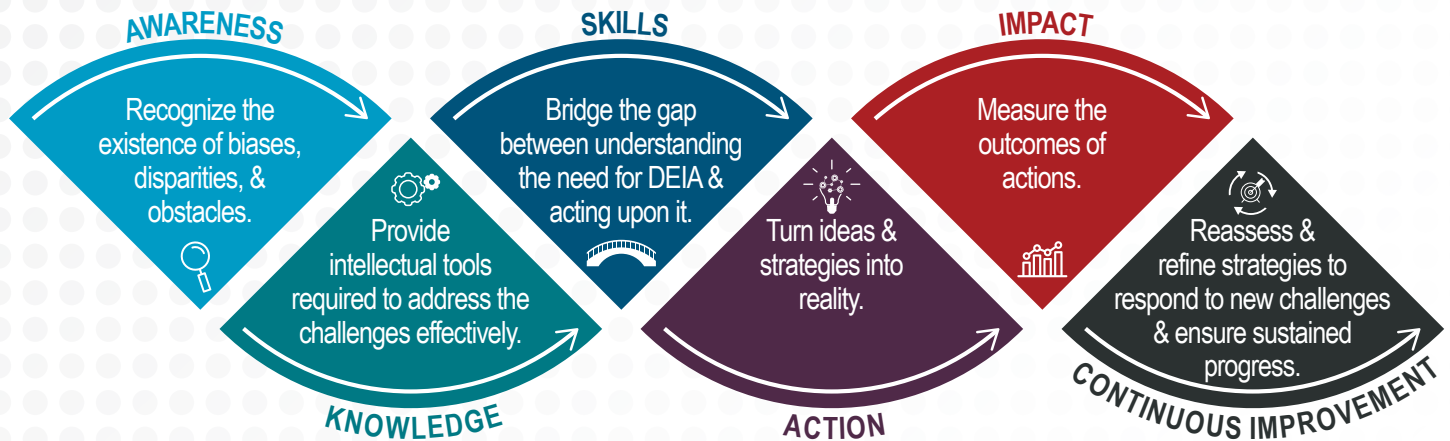 AWARENESS
Recognize the
existence of biases,
disparities, &
obstacles.
KNOWLEDGE
Provide
intellectual tools
required to address the
challenges effectively.
SKILLS
Bridge the gap
between understanding
the need for DEIA &
acting upon it.
ACTION
Turn ideas &
strategies into
reality.
IMPACT
Measure the
outcomes of
actions.
CONTINUOUS IMPROVEMENT
Reassess &
refine strategies to
respond to new challenges
& ensure sustained
progress.